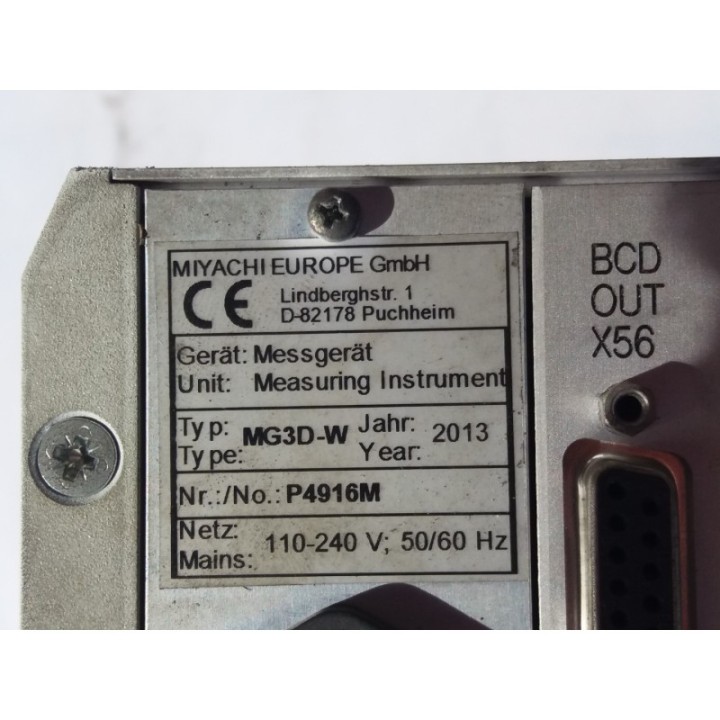 MIYACHI EUROPE GmbH
CE
Lindberghstr. 1
D-82178 Puchheim
Gerät: Messgerät
Unit: Measuring Instrument
Typ: MG3D-W Jahr: 2013
Type: Year:
Nr.:/No.: P4916M
Netz: 110-240 V; 50/60 Hz
Mains:
BCD
OUT
X56